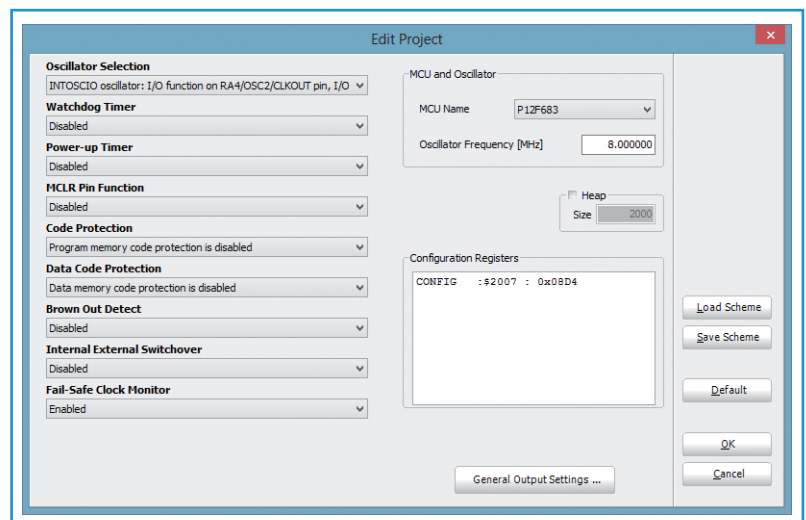 Edit Project
Oscillator Selection
INTOSCIO oscillator: I/O function on RA4/OSC2/CLKOUT pin, I/O
Watchdog Timer
Disabled
Power-up Timer
Disabled
MCLR Pin Function
Disabled
Code Protection
Program memory code protection is disabled
Data Code Protection
Data memory code protection is disabled
Brown Out Detect
Disabled
Internal External Switchover
Disabled
Fail-Safe Clock Monitor
Enabled
MCU and Oscillator
MCU Name P12F683
Oscillator Frequency [MHz] 8.000000
Heap
Size 2000
Configuration Registers
CONFIG :$2007 : 0x08D4
General Output Settings ...
Load Scheme
Save Scheme
Default
OK
Cancel